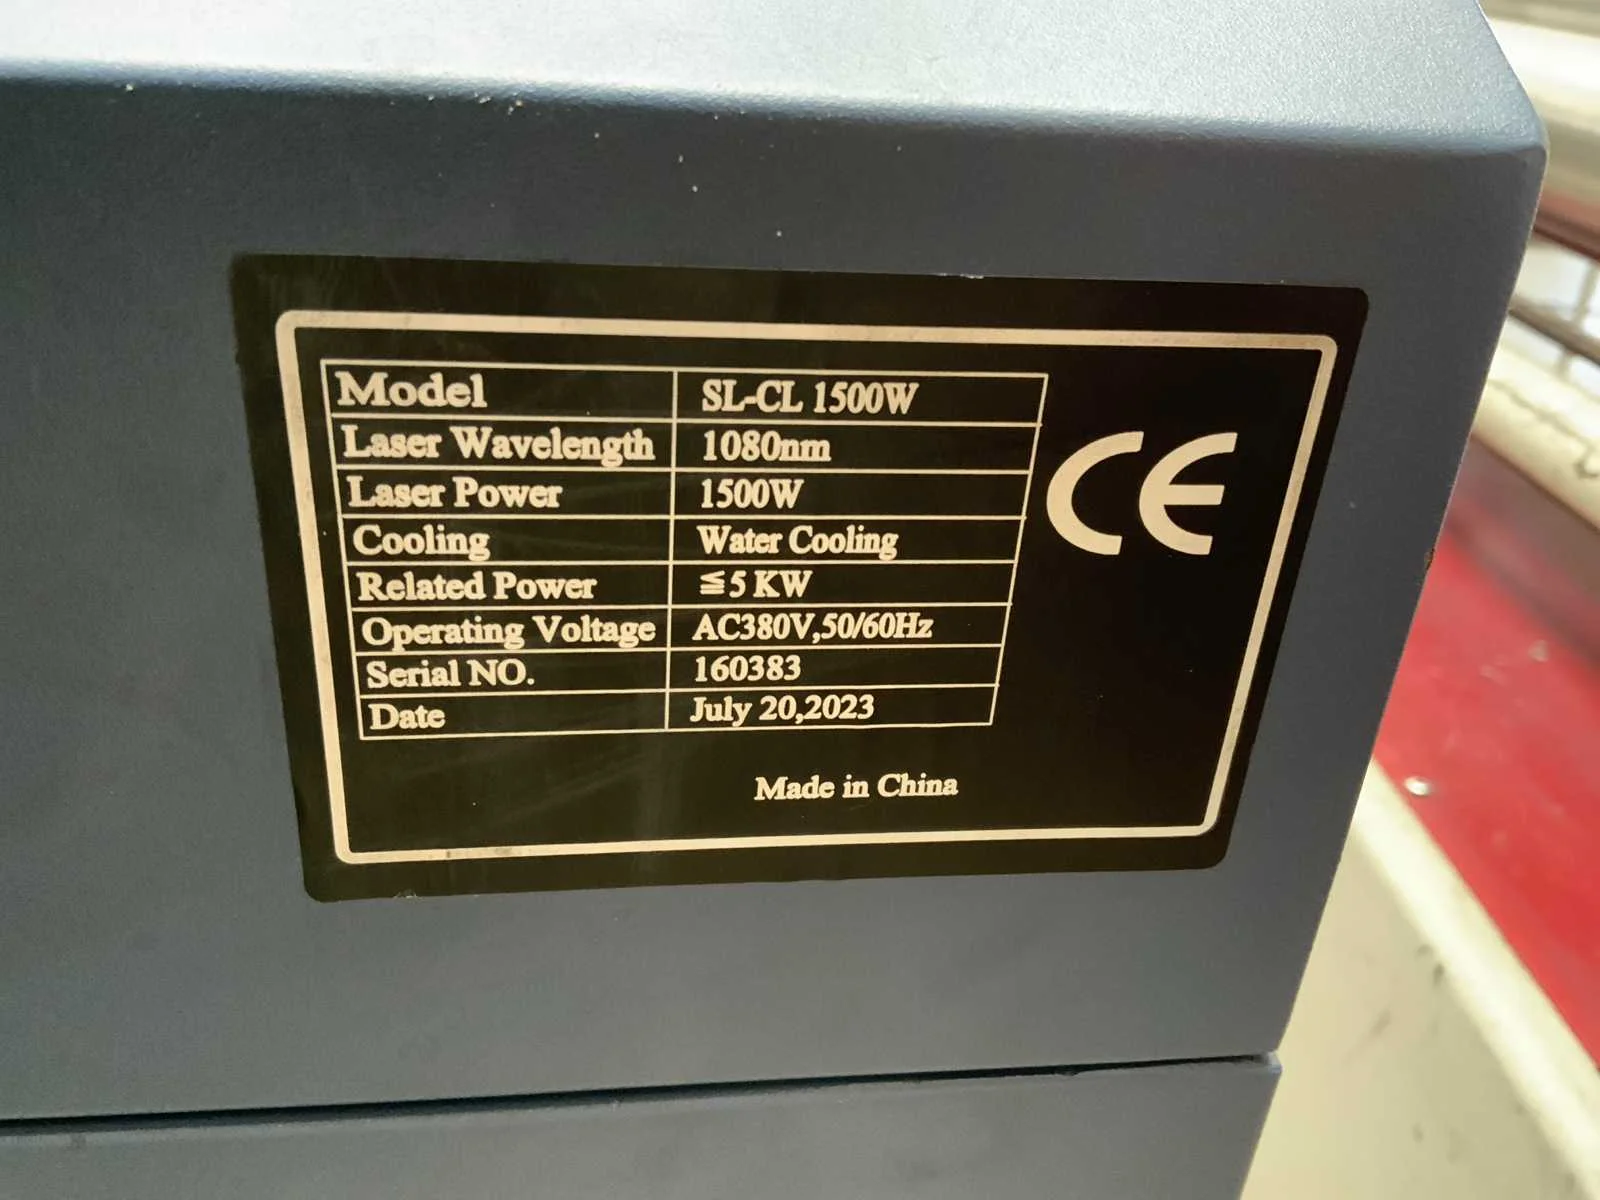 Model SL-CL 1500W
Laser Wavelength 1080nm
Laser Power 1500W
Cooling Water Cooling
Related Power ≦5 KW
Operating Voltage AC380V,50/60Hz
Serial NO. 160383
Date July 20,2023
CE
Made in China